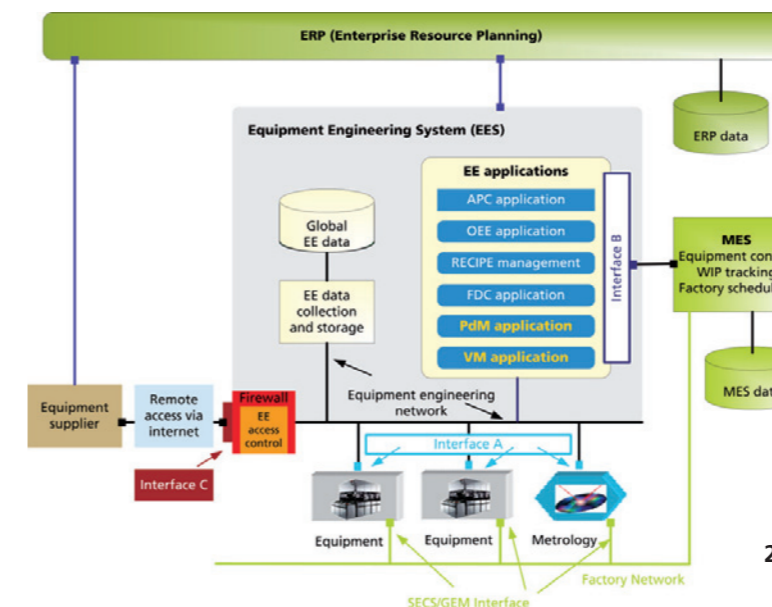 ERP (Enterprise Resource Planning)
ERP data
Equipment Engineering System (EES)
EE applications
APC application
OEE application
RECIPE management
FDC application
PdM application
VM application
Interface B
Global
EE data
EE data
collection
and storage
MES
Equipment
WIP tracking
Factory
MES
Equipment engineering
network
Equipment
supplier
Remote
access via
internet
Firewall
EE
access
control
Interface C
Interface A
Equipment
Equipment
Metrology
2
Factory Network
SECS/GEM Interface